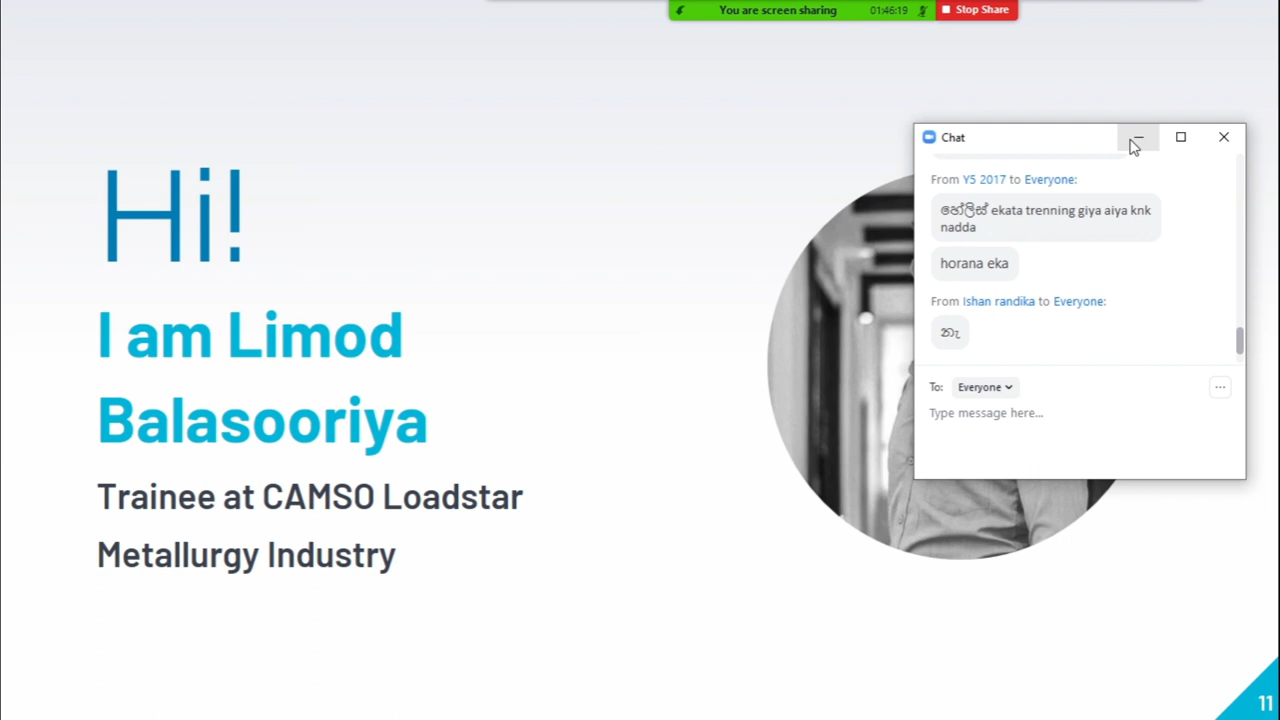 You are screen sharing
01:46:19
Stop Share
Hi!
I am Limod
Balasooriya
Trainee at CAMSO Loadstar
Metallurgy Industry
Chat
From Y5 2017 to Everyone:
හේලිස් ekata trenning giya aiya knk
nadda
horana eka
From Ishan randika to Everyone:
නෑ
To: Everyone
Type message here...
11